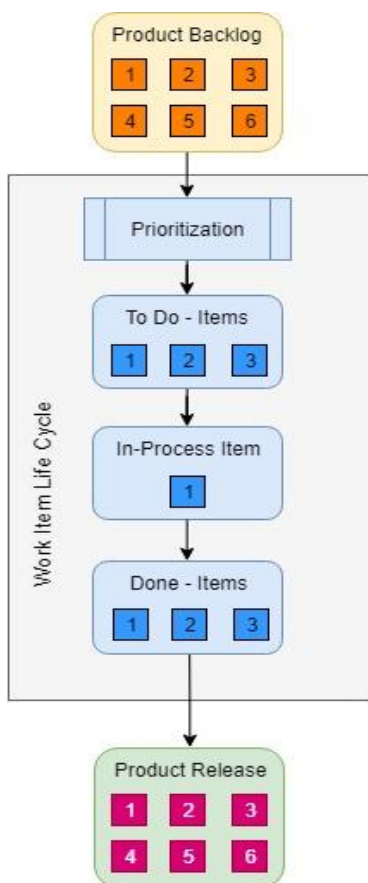 Product Backlog
1 2 3
4 5 6
Prioritization
To Do - Items
1 2 3
In-Process Item
1
Done - Items
1 2 3
Work Item Life Cycle
Product Release
1 2 3
4 5 6